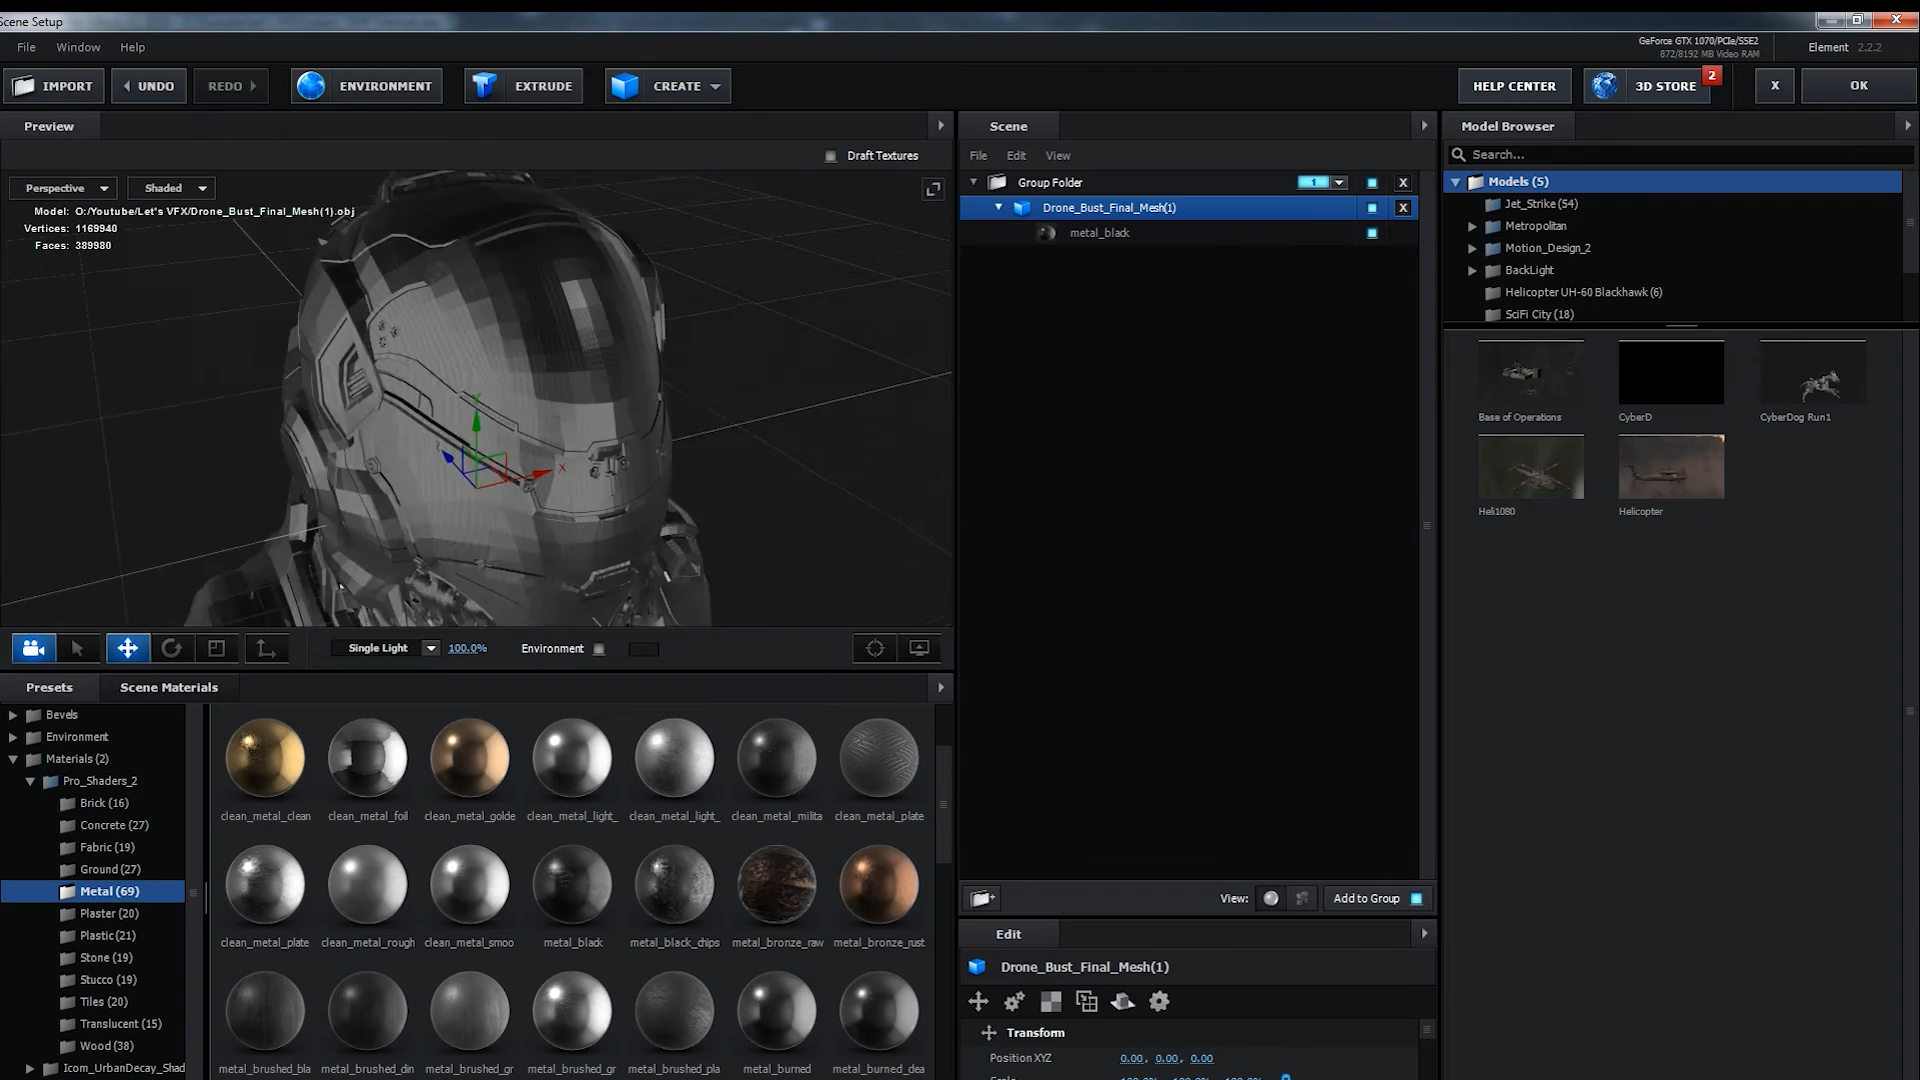 Scene Setup
File Window Help
GeForce GTX 1070/PCIe/SSE2
872/8192 MB Video RAM
Element 2.2.2
IMPORT UNDO REDO ENVIRONMENT EXTRUDE CREATE HELP CENTER 3D STORE 2 X OK
Preview
Draft Textures
Perspective Shaded
Model: O:/Youtube/Let's VFX/Drone_Bust_Final_Mesh(1).obj
Vertices: 1169940
Faces: 389980
Y
X
Single Light 100.0% Environment
Scene
File Edit View
Group Folder 1 X
Drone_Bust_Final_Mesh(1) X
metal_black
View: Add to Group
Model Browser
Search...
Models (5)
Jet_Strike (54)
Metropolitan
Motion_Design_2
BackLight
Helicopter UH-60 Blackhawk (6)
SciFi City (18)
Base of Operations CyberD CyberDog Run1
Heli1080 Helicopter
Presets Scene Materials
Bevels
Environment
Materials (2)
Pro_Shaders_2
Brick (16)
Concrete (27)
Fabric (19)
Ground (27)
Metal (69)
Plaster (20)
Plastic (21)
Stone (19)
Stucco (19)
Tiles (20)
Translucent (15)
Wood (38)
Icom_UrbanDecay_Shad
clean_metal_clean clean_metal_foil clean_metal_golde clean_metal_light_ clean_metal_light_ clean_metal_milita clean_metal_plate
clean_metal_plate clean_metal_rough clean_metal_smoo metal_black metal_black_chips metal_bronze_raw metal_bronze_rust
metal_brushed_bla metal_brushed_din metal_brushed_gr metal_brushed_gr metal_brushed_pla metal_burned metal_burned_dea
Edit
Drone_Bust_Final_Mesh(1)
Transform
Position XYZ 0.00, 0.00, 0.00